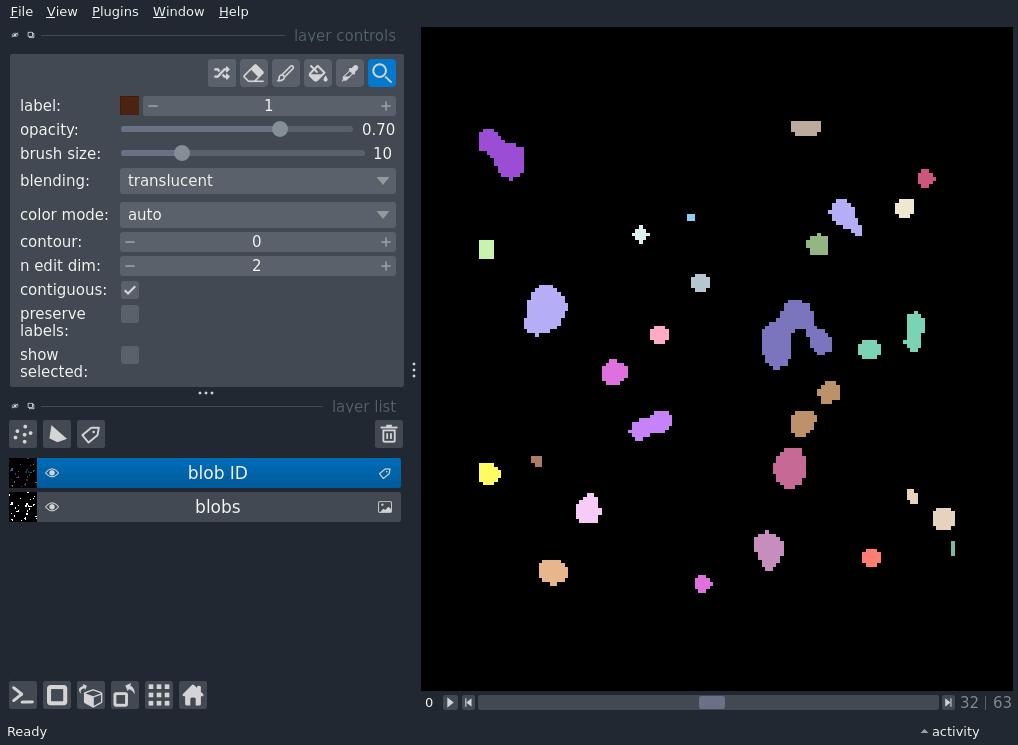 File View Plugins Window Help
layer controls
label: 1
opacity: 0.70
brush size: 10
blending: translucent
color mode: auto
contour: 0
n edit dim: 2
contiguous:
preserve
labels:
show
selected:
layer list
blob ID
blobs
0 32 | 63
Ready activity